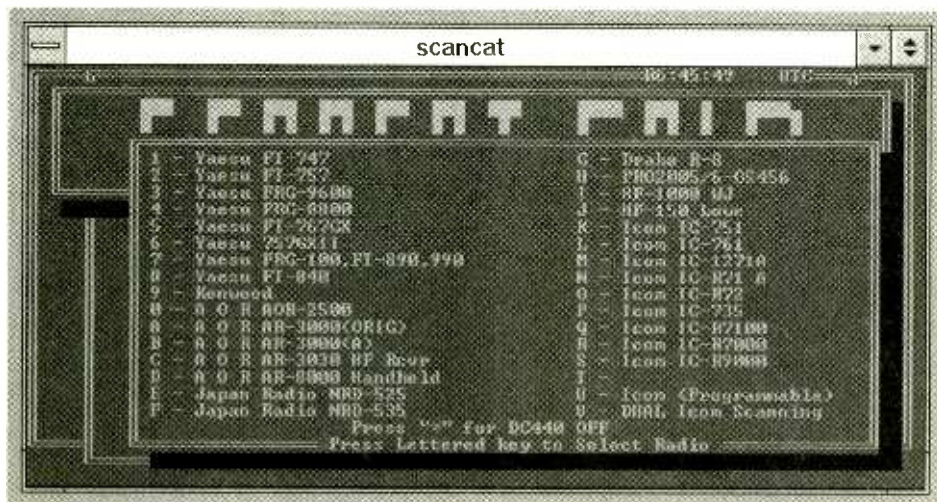 scancat
06:45:49 UTC
1 - Yaesu FT-747
2 - Yaesu FT-757
3 - Yaesu FRG-9600
4 - Yaesu FRG-8800
5 - Yaesu FT-767GX
6 - Yaesu 757GXII
7 - Yaesu FRG-100,FT-890,990
8 - Yaesu FT-840
9 - Kenwood
0 - A O R AOR-2500
A - A O R AR-3000(ORIG)
B - A O R AR-3000(A)
C - A O R AR-3030 HF Rcvr
D - A O R AR-8000 Handheld
E - Japan Radio NRD-525
F - Japan Radio NRD-535
G - Drake R-8
H - PRO2005/6-OS456
I - HF-1000 WJ
J - HF-150 Lowe
K - Icom IC-751
L - Icom IC-761
M - Icom IC-1271A
N - Icom IC-R71 A
O - Icom IC-R72
P - Icom IC-735
Q - Icom IC-R7100
R - Icom IC-R7000
S - Icom IC-R9000
T -
U - Icom (Programmable)
V - DUAL Icom Scanning
Press "=" for DC440 OFF
Press Lettered key to Select Radio